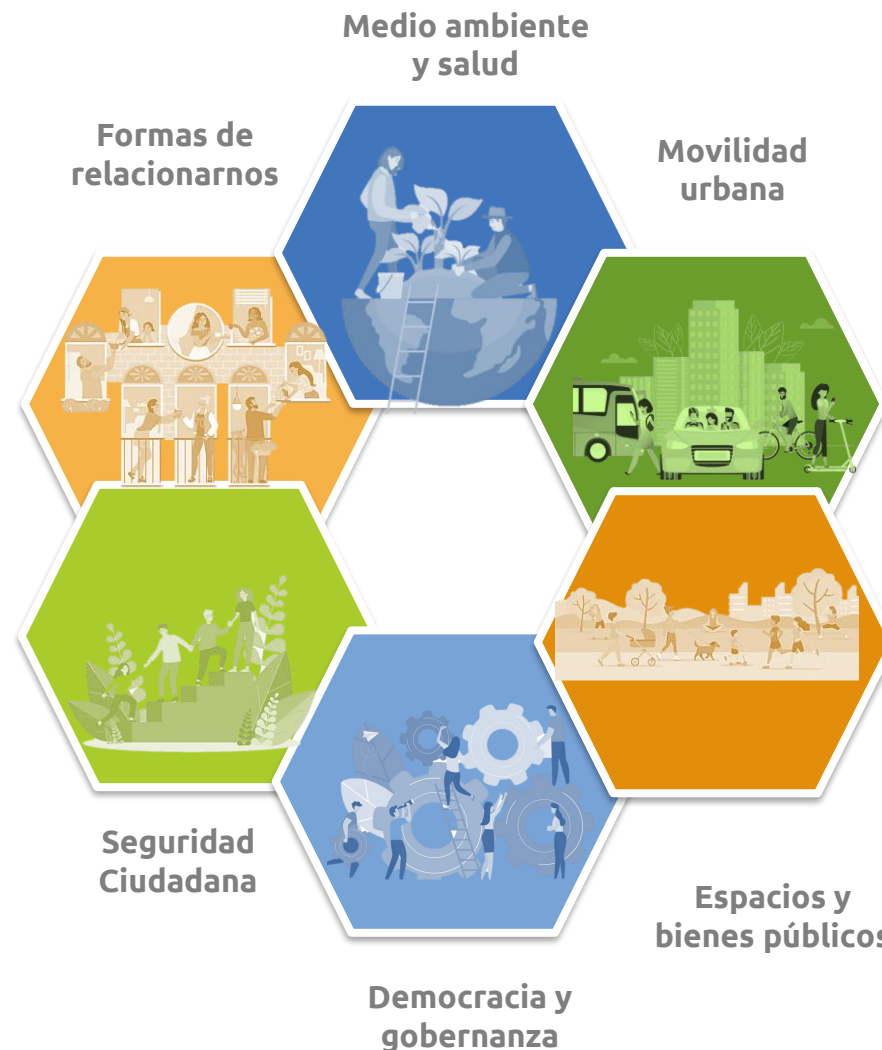 Medio ambiente
y salud
Formas de
relacionarnos
Movilidad
urbana
Seguridad
Ciudadana
Espacios y
bienes públicos
Democracia y
gobernanza